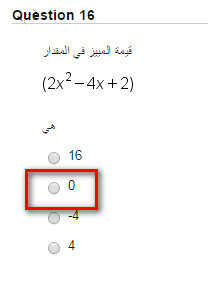 Question 16
قيمة المميز في المقدار
(2x²−4x+2)
هي
16
0
-4
4